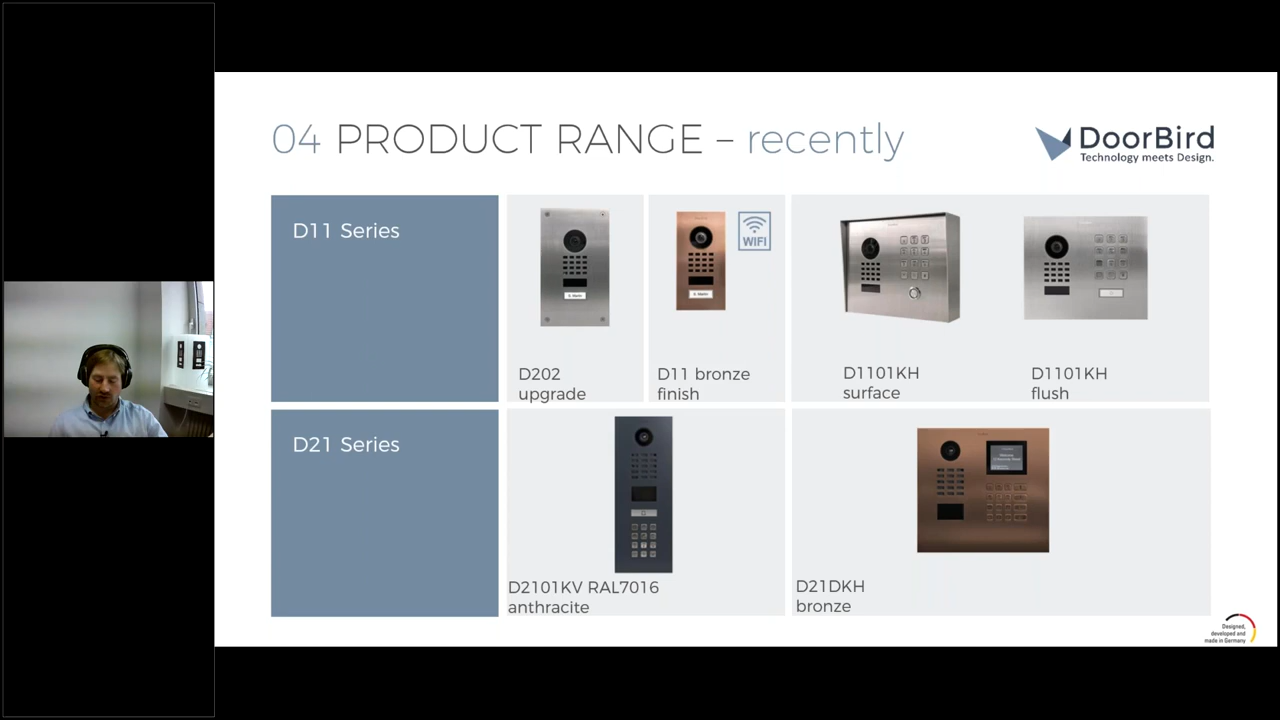 04 PRODUCT RANGE – recently
DoorBird
Technology meets Design.
D11 Series
WIFI
D202
upgrade
D11 bronze
finish
D1101KH
surface
D1101KH
flush
D21 Series
D2101KV RAL7016
anthracite
D21DKH
bronze
Designed,
developed and
made in Germany